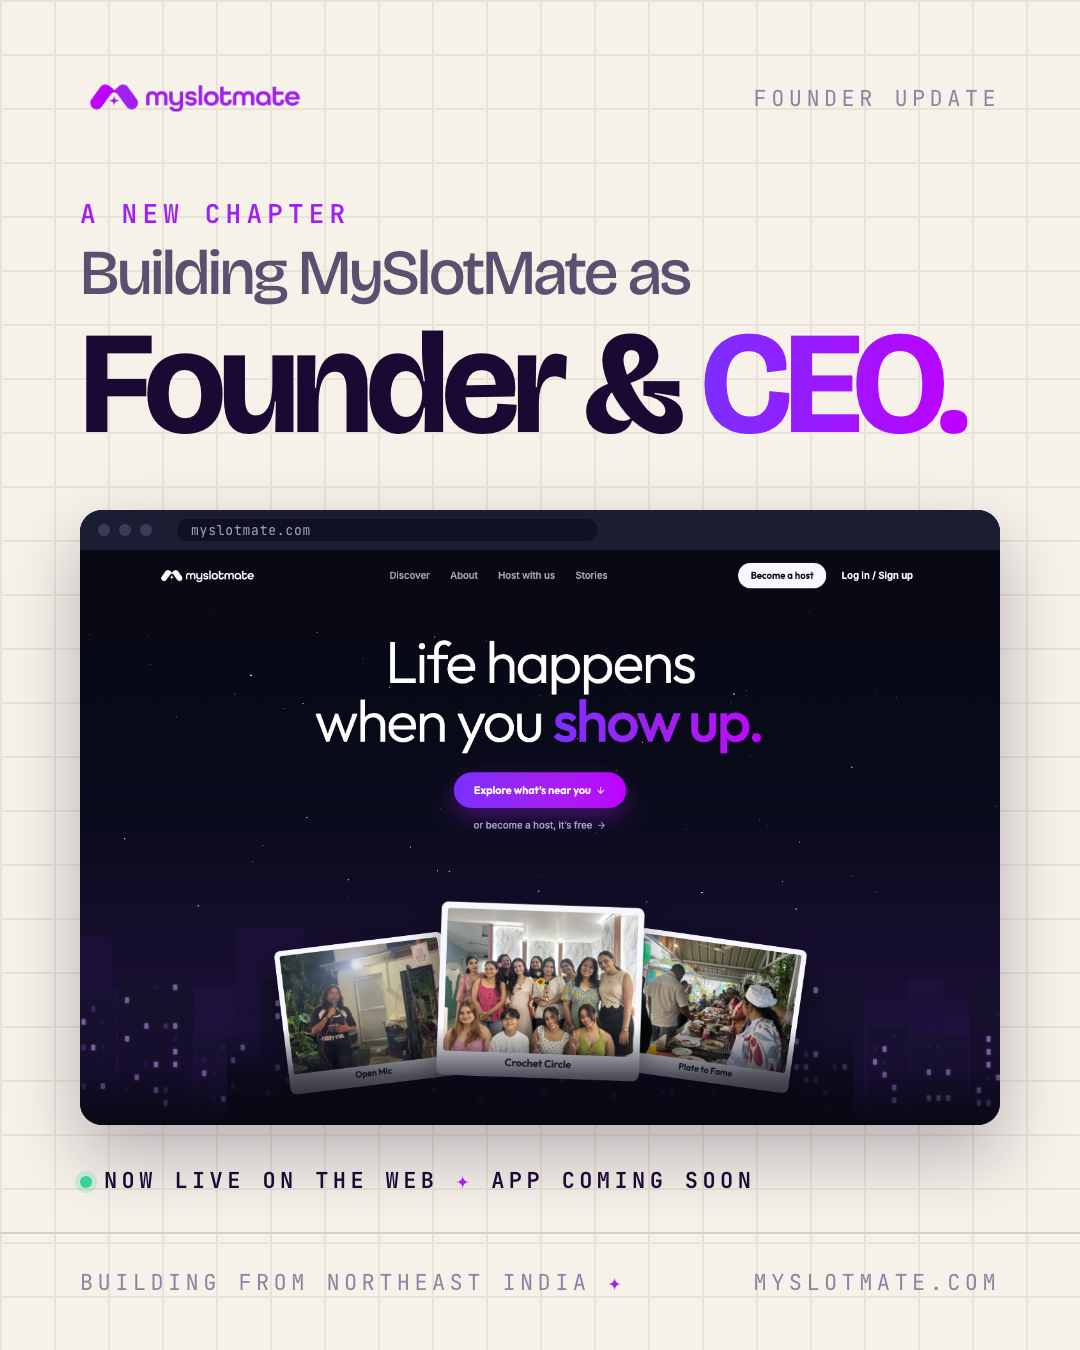 myslotmate
FOUNDER UPDATE
A NEW CHAPTER
Building MySlotMate as
Founder & CEO.
myslotmate.com
myslotmate
Discover About Host with us Stories
Become a host
Log in / Sign up
Life happens
when you show up.
Explore what's near you ↓
or become a host, it's free →
Open Mic
Crochet Circle
Plate to Fame
NOW LIVE ON THE WEB ✦ APP COMING SOON
BUILDING FROM NORTHEAST INDIA ✦
MYSLOTMATE.COM